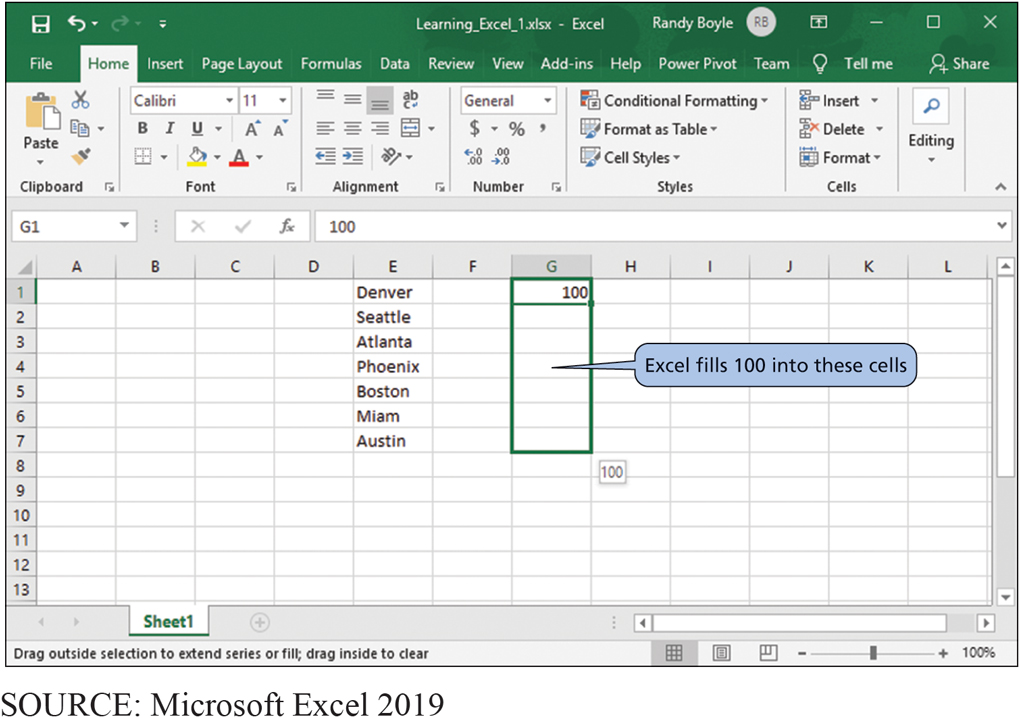 Learning_Excel_1.xlsx - Excel Randy Boyle RB
File Home Insert Page Layout Formulas Data Review View Add-ins Help Power Pivot Team Tell me Share
Paste
Clipboard
Calibri 11
B I U A A
A
Font
ab
Alignment
General
$ % ,
.00 .0
.0 .00
Number
Conditional Formatting
Format as Table
Cell Styles
Styles
Insert
Delete
Format
Cells
Editing
G1 fx 100
A B C D E F G H I J K L
1 Denver 100
2 Seattle
3 Atlanta
4 Phoenix
5 Boston
6 Miam
7 Austin
8
9
10
11
12
13
Excel fills 100 into these cells
100
Sheet1
Drag outside selection to extend series or fill; drag inside to clear 100%
SOURCE: Microsoft Excel 2019